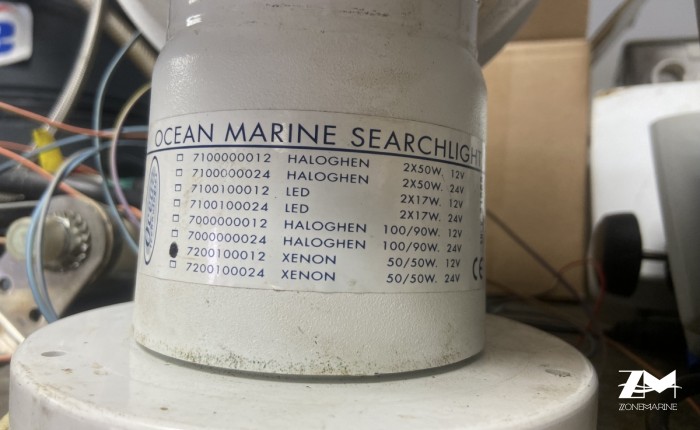 OCEAN MARINE SEARCHLIGHT
7100000012 HALOGHEN 2X50W. 12V
7100000024 HALOGHEN 2X50W. 24V
7100100012 LED 2X17W. 12V
7100100024 LED 2X17W. 24V
7000000012 HALOGHEN 100/90W. 12V
7000000024 HALOGHEN 100/90W. 24V
7200100012 XENON 50/50W. 12V
7200100024 XENON 50/50W. 24V
CE
ZM
ZZONEMARINE